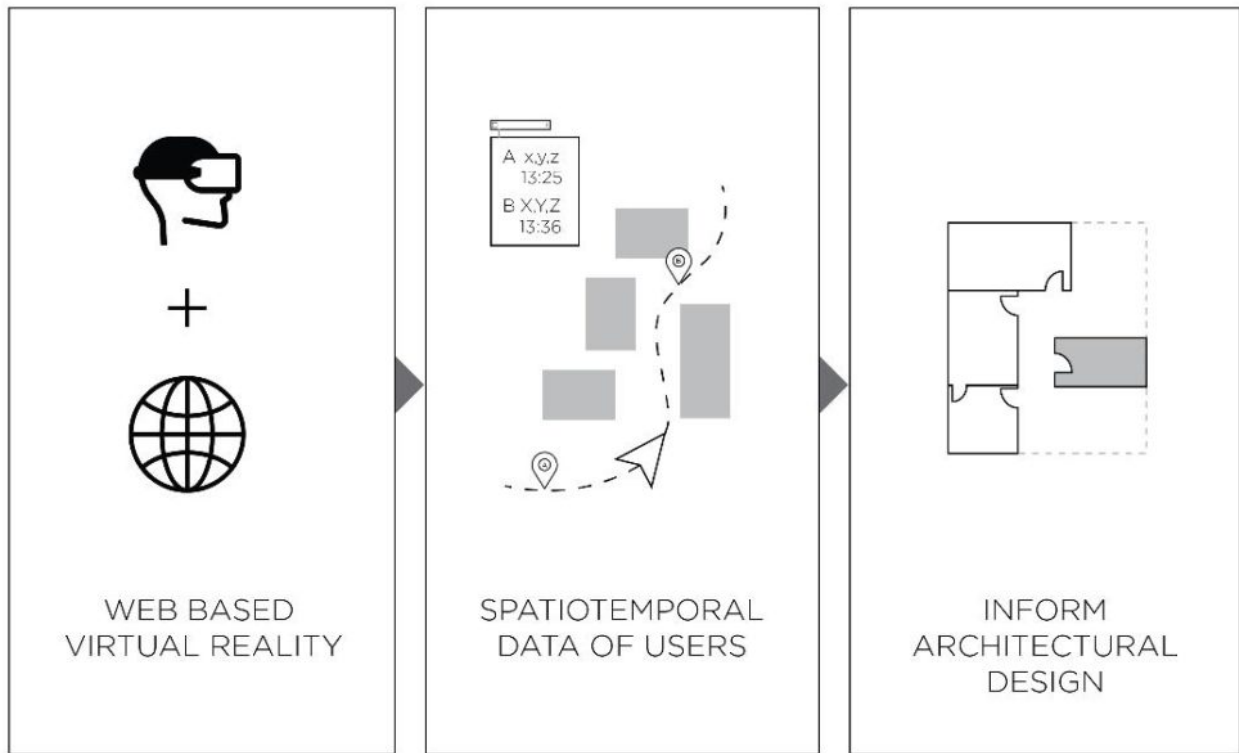 A x,y,z
13:25
B X,Y,Z
13:36
B
A
WEB BASED
VIRTUAL REALITY
SPATIOTEMPORAL
DATA OF USERS
INFORM
ARCHITECTURAL
DESIGN